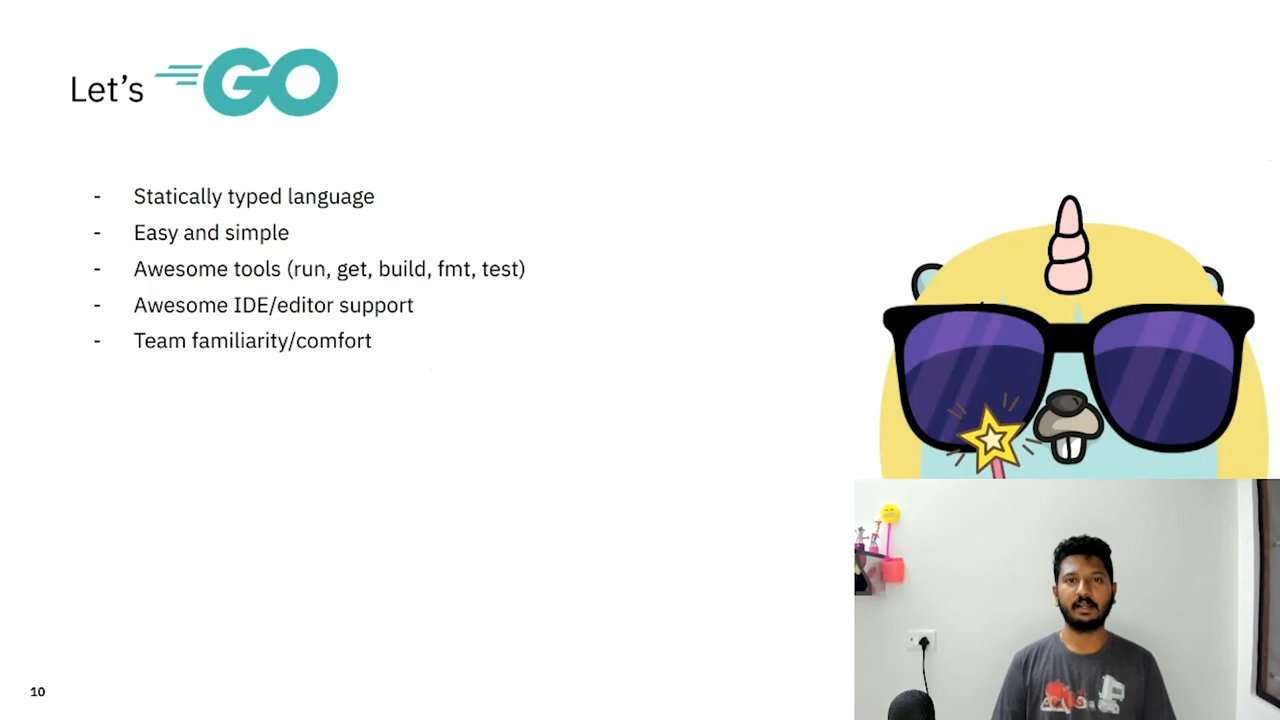 Let's GO
- Statically typed language
- Easy and simple
- Awesome tools (run, get, build, fmt, test)
- Awesome IDE/editor support
- Team familiarity/comfort
10